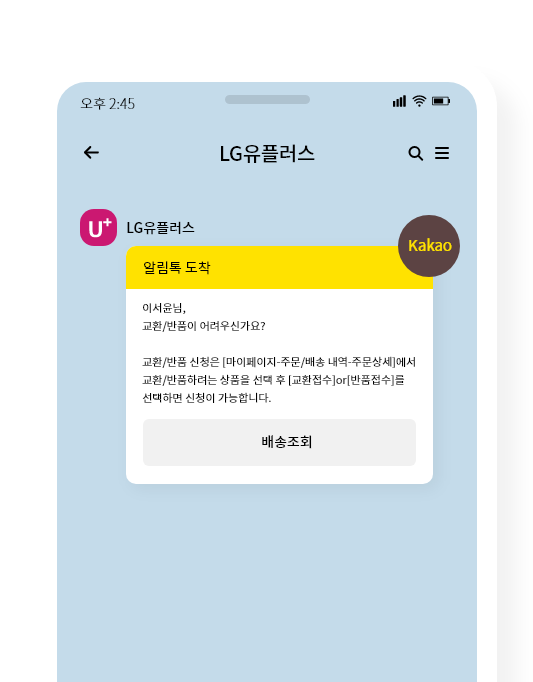 오후 2:45
LG유플러스
U+
LG유플러스
Kakao
알림톡 도착
이서윤님,
교환/반품이 어려우신가요?
교환/반품 신청은 [마이페이지-주문/배송 내역-주문상세]에서
교환/반품하려는 상품을 선택 후 [교환접수]or[반품접수]를
선택하면 신청이 가능합니다.
배송조회